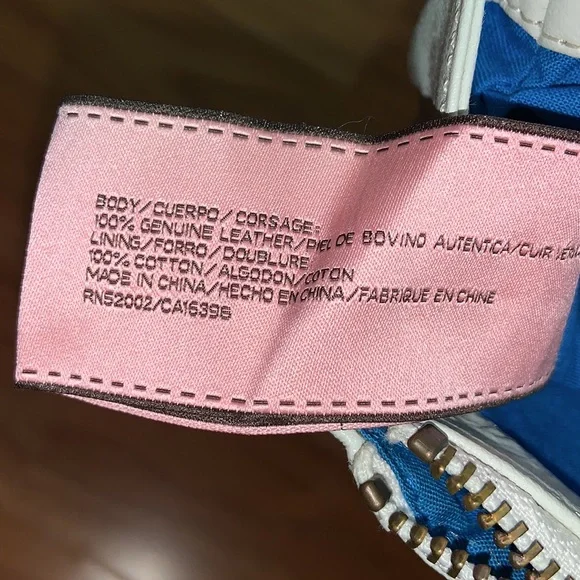 BODY/CUERPO/CORSAGE:
100% GENUINE LEATHER/PIEL DE BOVINO AUTENTICA/CUIR
LINING/FORRO/DOUBLURE
100% COTTON/ALGODON/COTON
MADE IN CHINA/HECHO EN CHINA/FABRIQUE EN CHINE
RN52002/CA16398